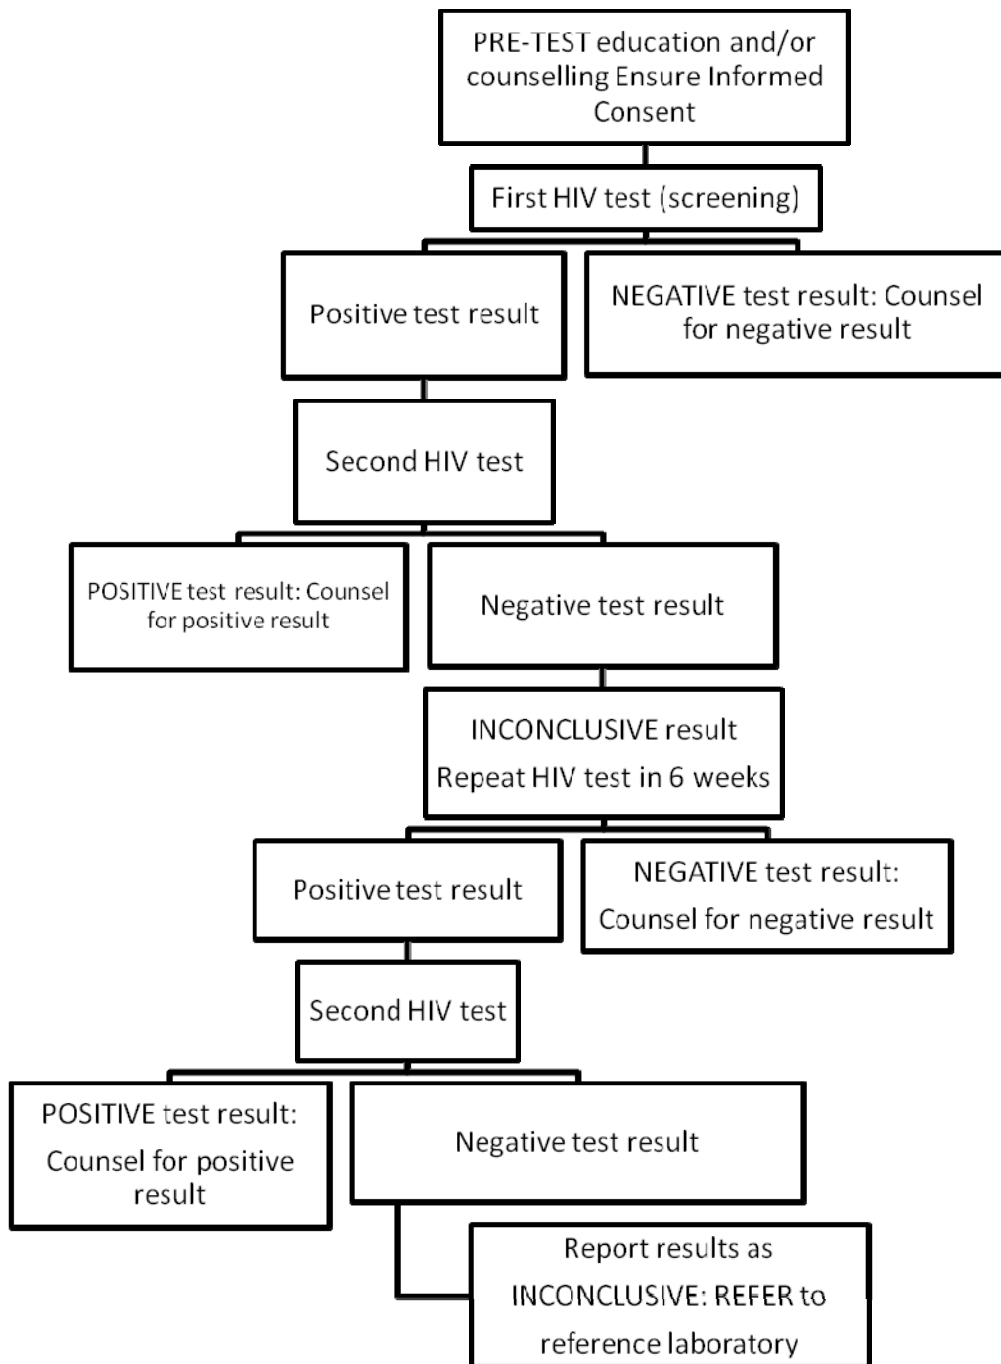 PRE-TEST education and/or
counselling Ensure Informed
Consent
First HIV test (screening)
Positive test result
NEGATIVE test result: Counsel
for negative result
Second HIV test
POSITIVE test result: Counsel
for positive result
Negative test result
INCONCLUSIVE result
Repeat HIV test in 6 weeks
Positive test result
NEGATIVE test result:
Counsel for negative result
Second HIV test
POSITIVE test result:
Counsel for positive
result
Negative test result
Report results as
INCONCLUSIVE: REFER to
reference laboratory